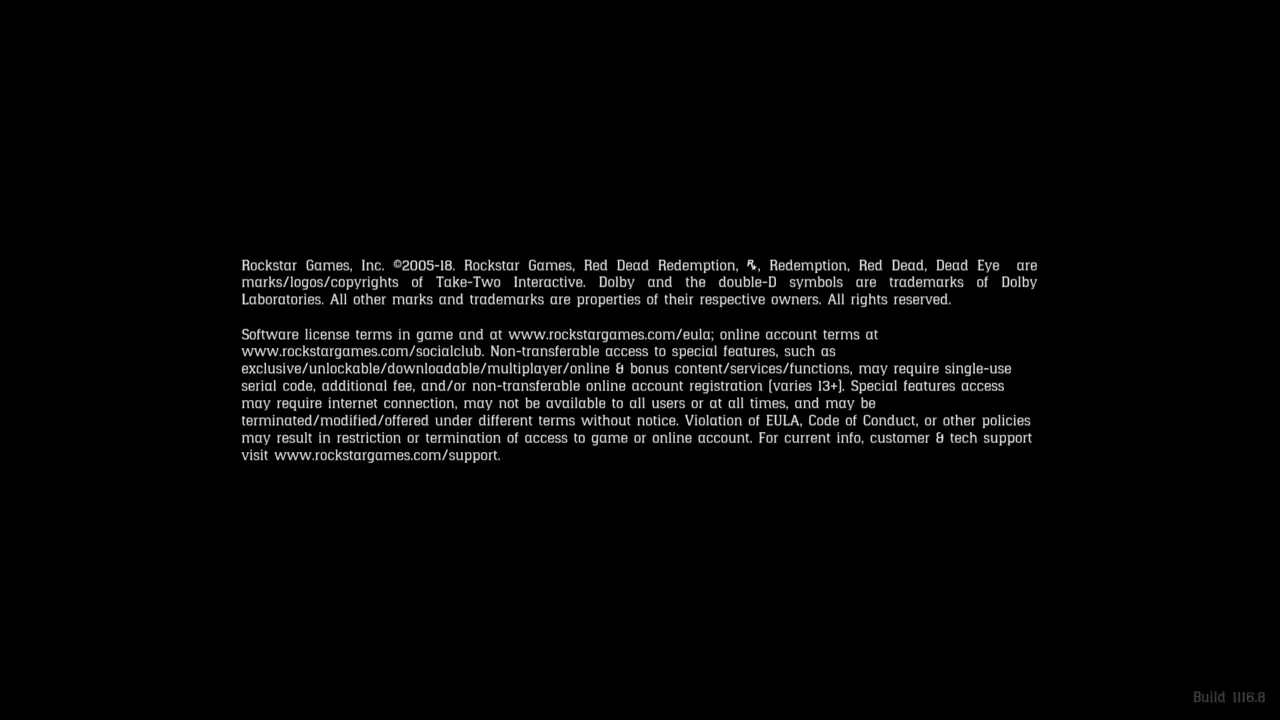 Rockstar Games, Inc. ©2005-18. Rockstar Games, Red Dead Redemption, , Redemption, Red Dead, Dead Eye are
marks/logos/copyrights of Take-Two Interactive. Dolby and the double-D symbols are trademarks of Dolby
Laboratories. All other marks and trademarks are properties of their respective owners. All rights reserved.
Software license terms in game and at www.rockstargames.com/eula; online account terms at
www.rockstargames.com/socialclub. Non-transferable access to special features, such as
exclusive/unlockable/downloadable/multiplayer/online & bonus content/services/functions, may require single-use
serial code, additional fee, and/or non-transferable online account registration (varies 13+). Special features access
may require internet connection, may not be available to all users or at all times, and may be
terminated/modified/offered under different terms without notice. Violation of EULA, Code of Conduct, or other policies
may result in restriction or termination of access to game or online account. For current info, customer & tech support
visit www.rockstargames.com/support.
Build 1116.8